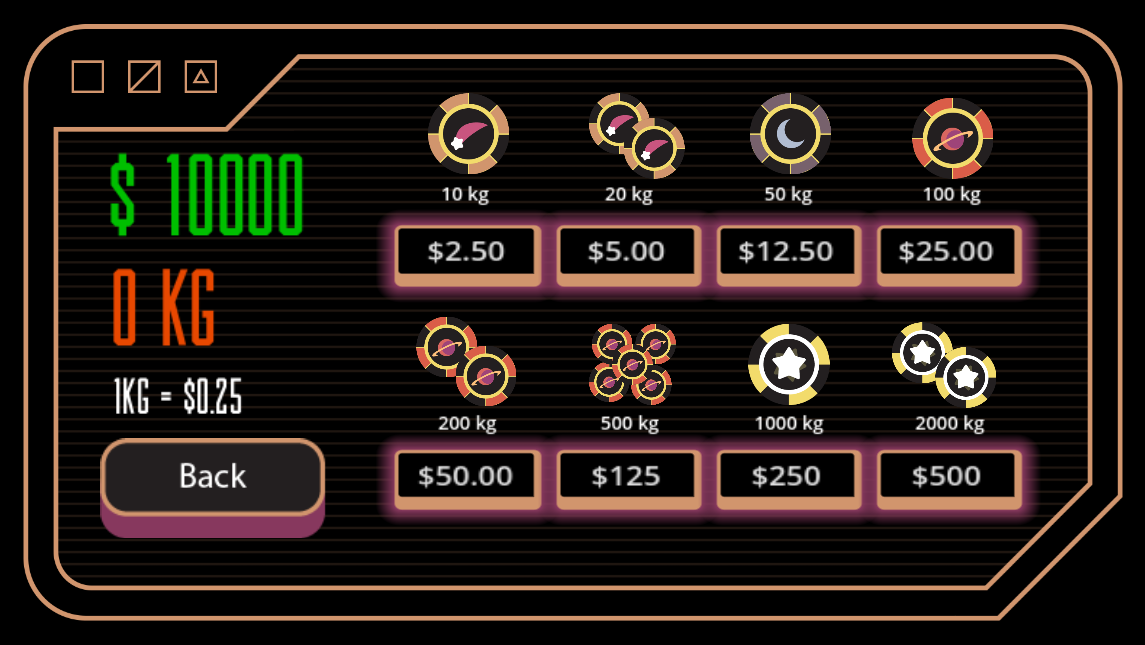 $ 10000
0 KG
1KG = $0.25
Back
10 kg
20 kg
50 kg
100 kg
$2.50
$5.00
$12.50
$25.00
200 kg
500 kg
1000 kg
2000 kg
$50.00
$125
$250
$500